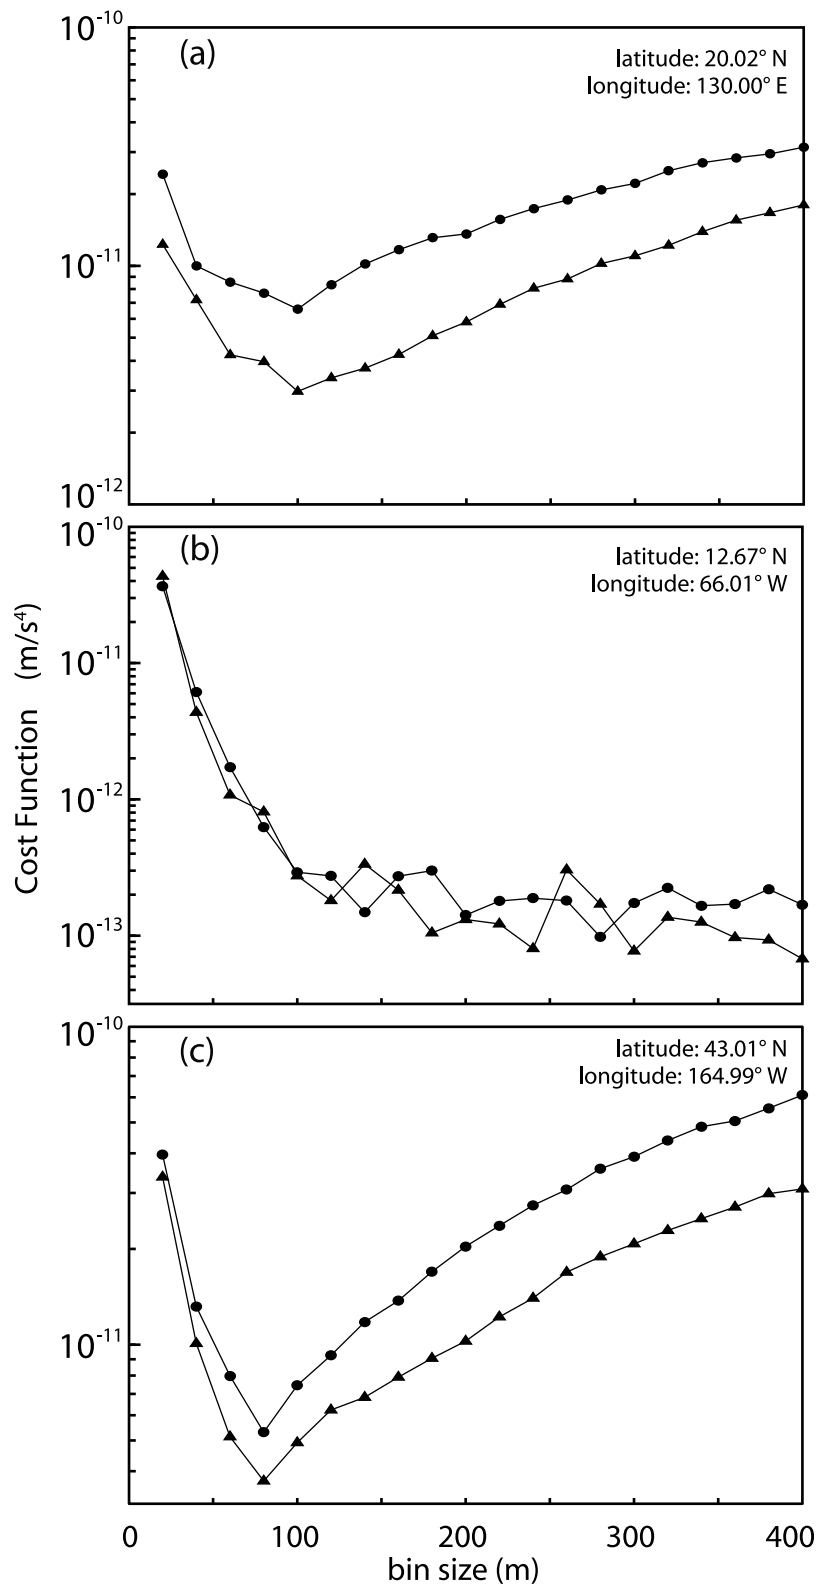 10^-10
(a)
latitude: 20.02° N
longitude: 130.00° E
10^-11
10^-12
10^-10
(b)
latitude: 12.67° N
longitude: 66.01° W
10^-11
10^-12
10^-13
Cost Function (m/s^4)
10^-10
(c)
latitude: 43.01° N
longitude: 164.99° W
10^-11
0 100 200 300 400
bin size (m)